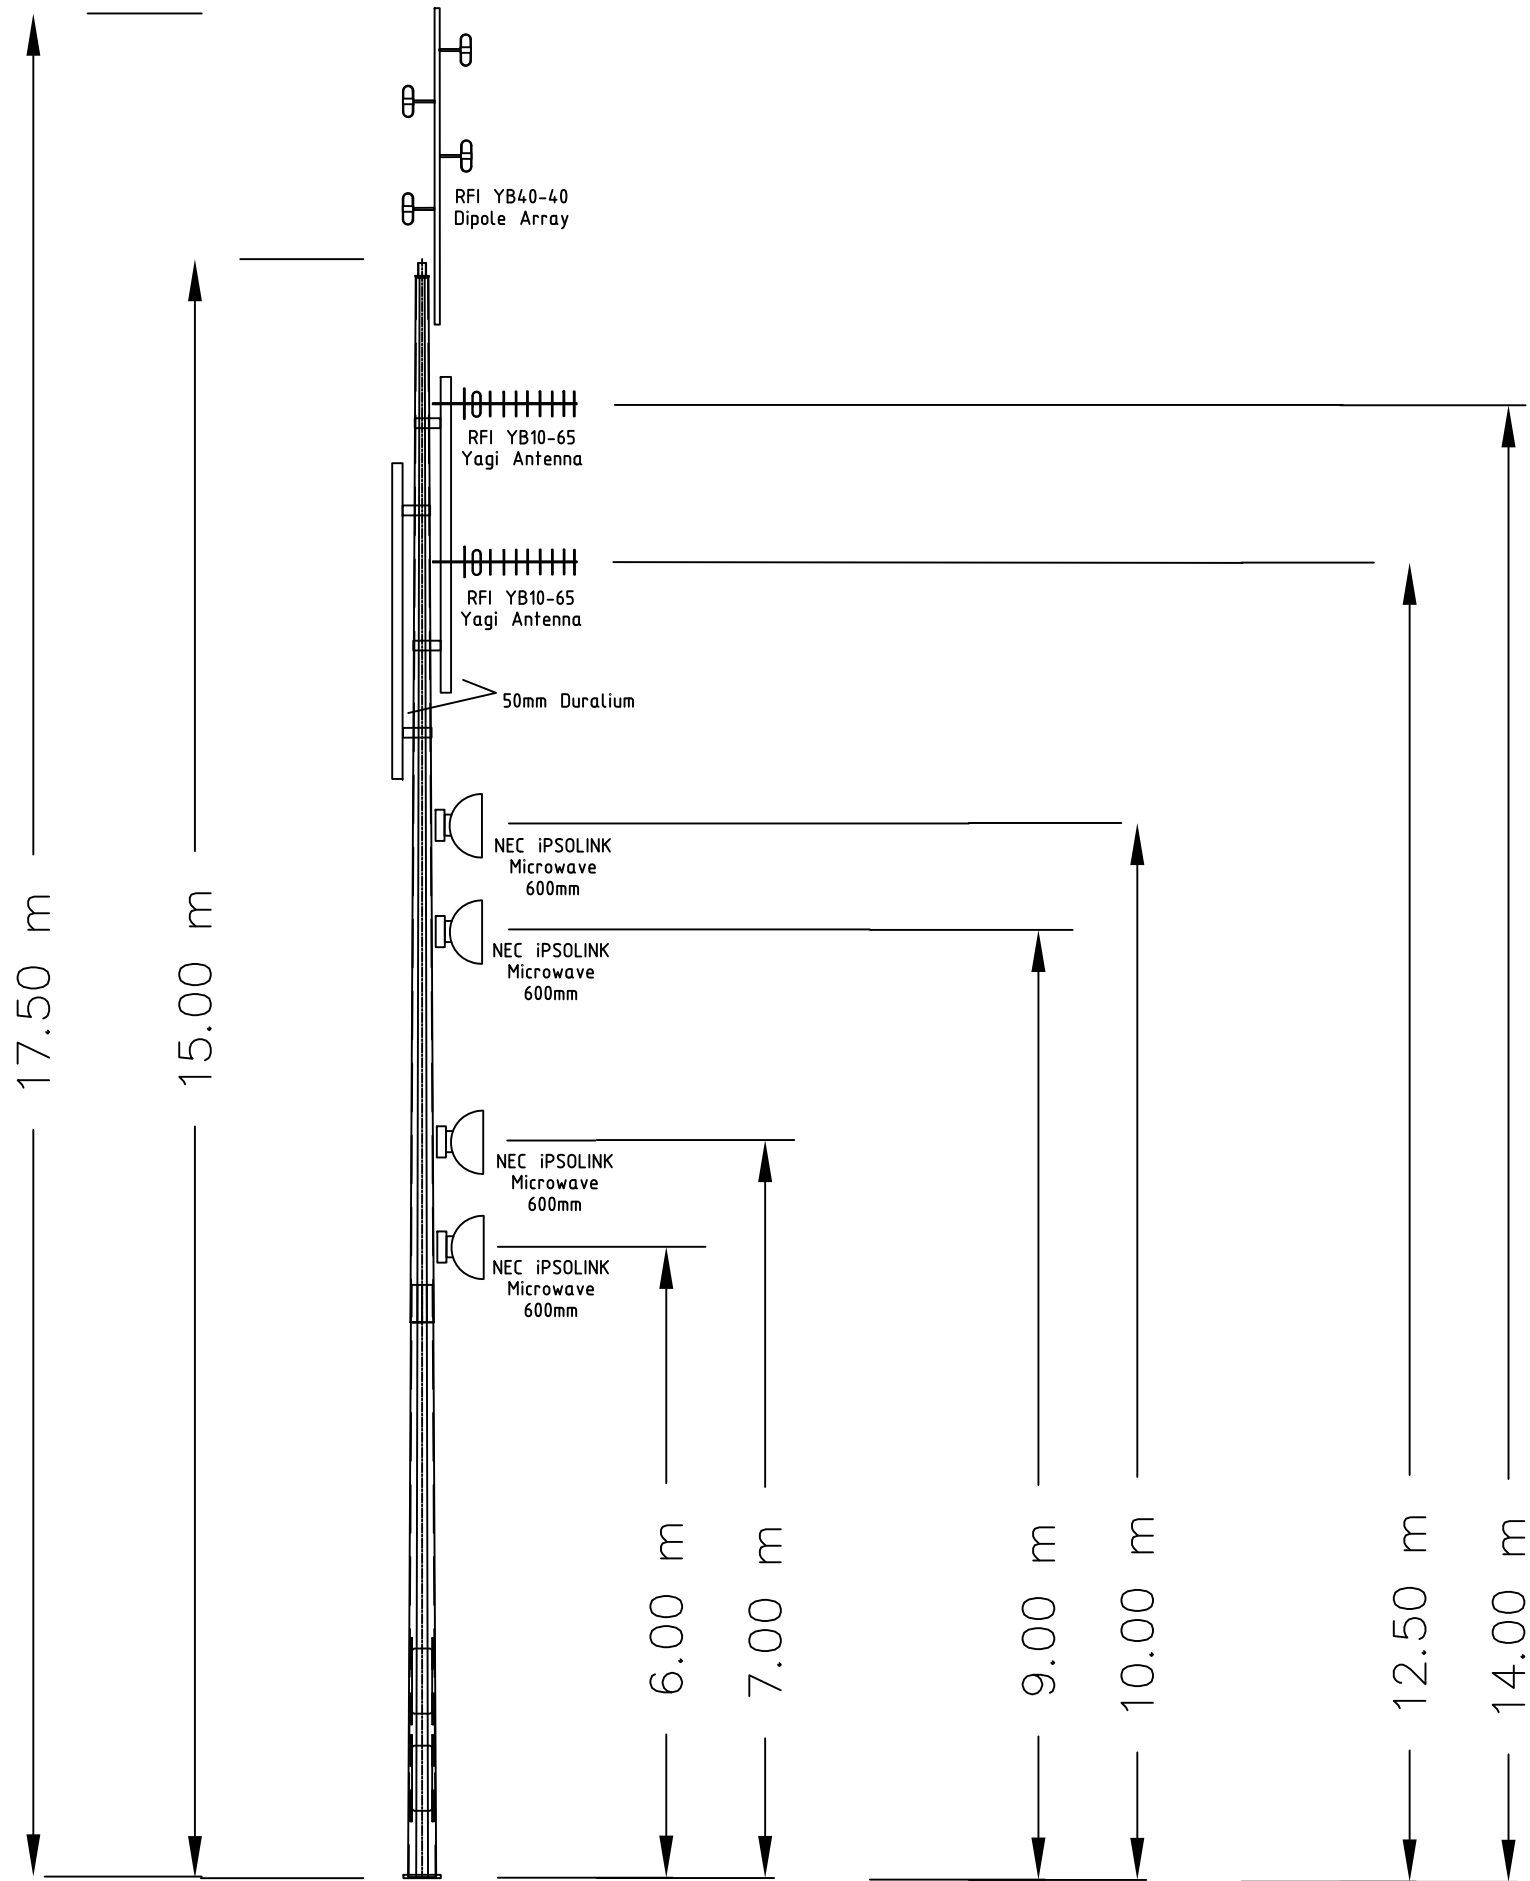 RFI YB40-40
Dipole Array
RFI YB10-65
Yagi Antenna
RFI YB10-65
Yagi Antenna
50mm Duralium
NEC iPSOLINK
Microwave
600mm
NEC iPSOLINK
Microwave
600mm
NEC iPSOLINK
Microwave
600mm
NEC iPSOLINK
Microwave
600mm
17.50 m
15.00 m
6.00 m
7.00 m
9.00 m
10.00 m
12.50 m
14.00 m